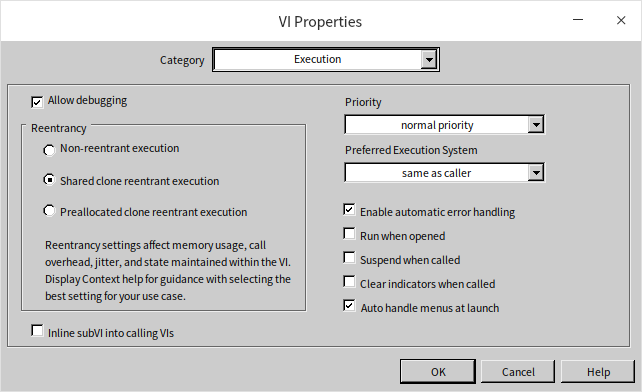 VI Properties
Category
Execution
Allow debugging
Reentrancy
Non-reentrant execution
Shared clone reentrant execution
Preallocated clone reentrant execution
Reentrancy settings affect memory usage, call
overhead, jitter, and state maintained within the VI.
Display Context help for guidance with selecting the
best setting for your use case.
Inline subVI into calling VIs
Priority
normal priority
Preferred Execution System
same as caller
Enable automatic error handling
Run when opened
Suspend when called
Clear indicators when called
Auto handle menus at launch
OK
Cancel
Help